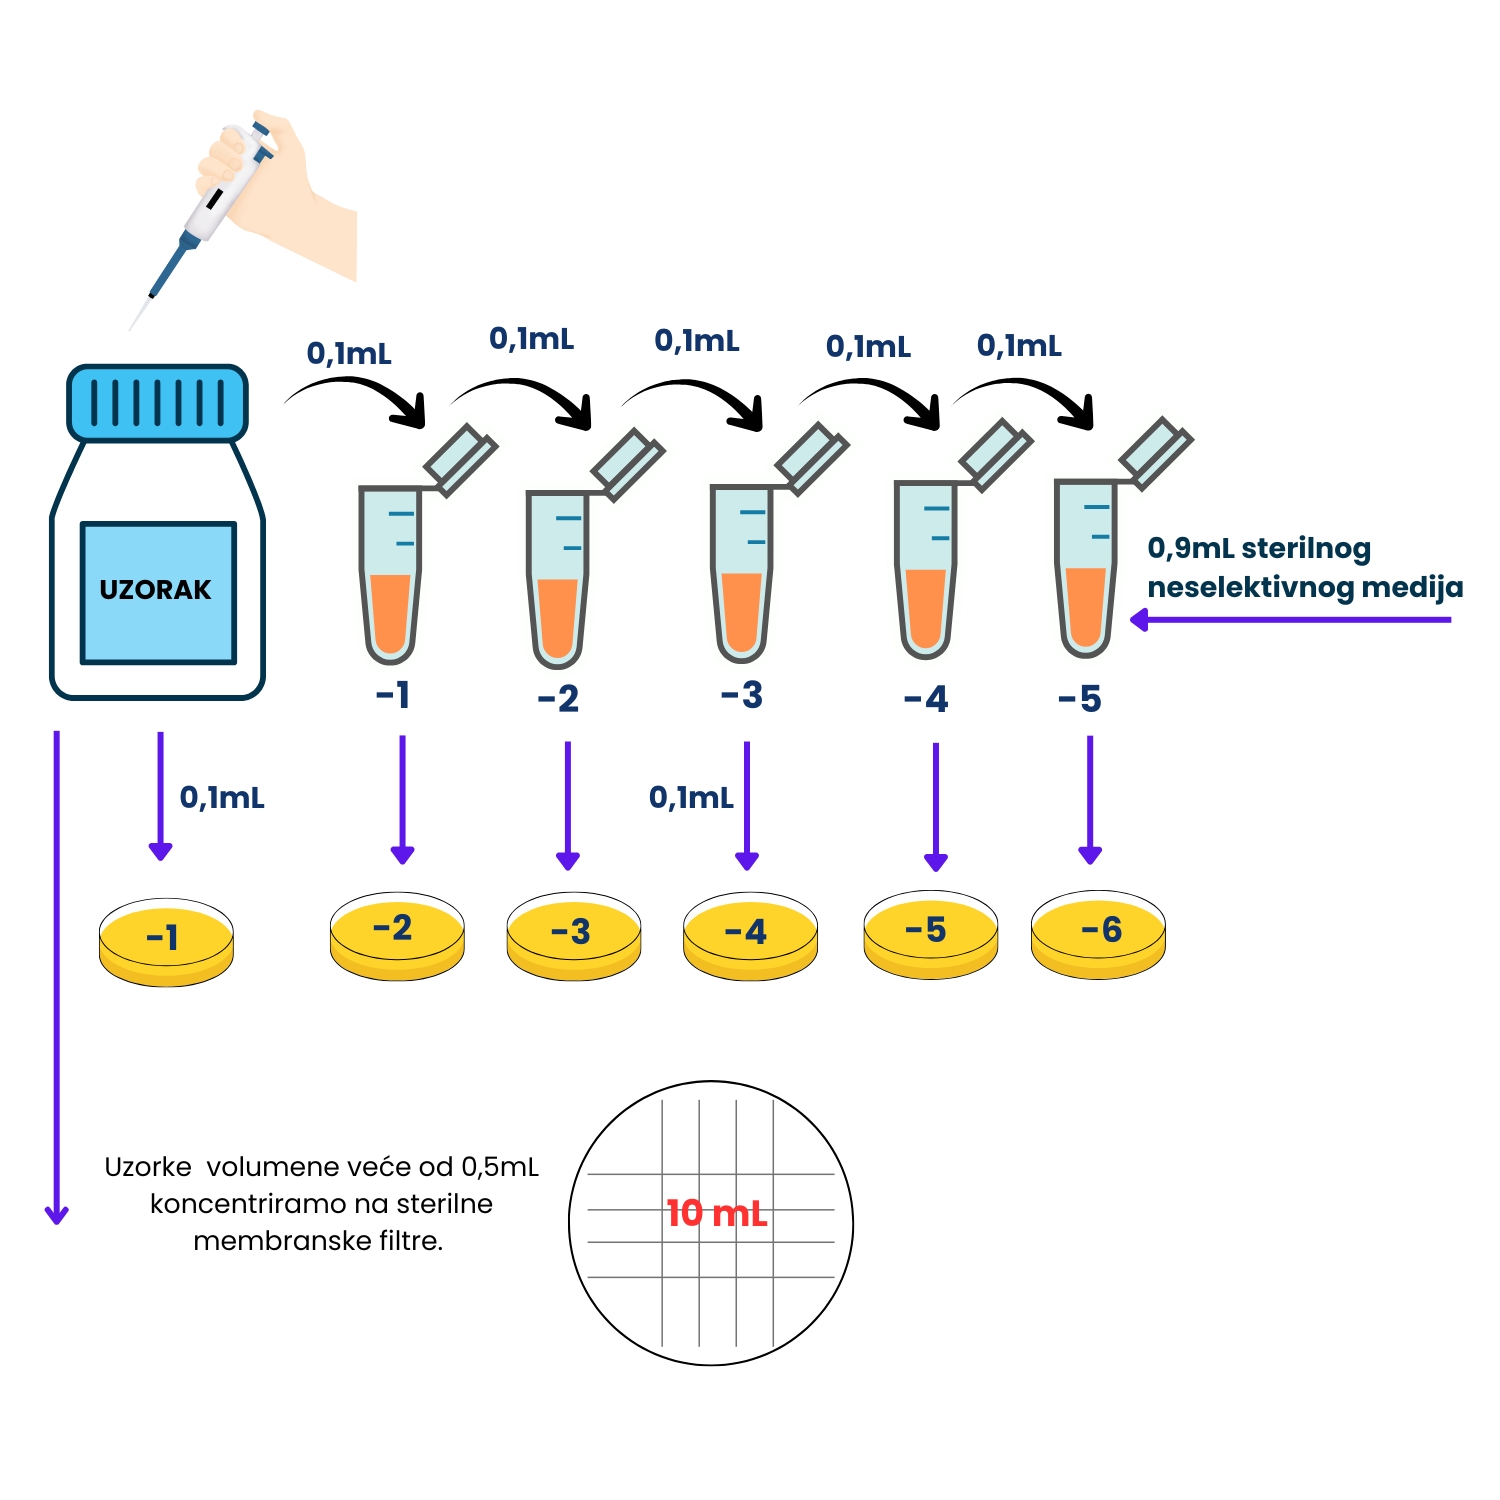 0,1mL
0,1mL
0,1mL
0,1mL
0,1mL
UZORAK
0,9mL sterilnog
neselektivnog medija
-1
-2
-3
-4
-5
0,1mL
0,1mL
-1
-2
-3
-4
-5
-6
Uzorke volumene veće od 0,5mL
koncentriramo na sterilne
membranske filtre.
10 mL